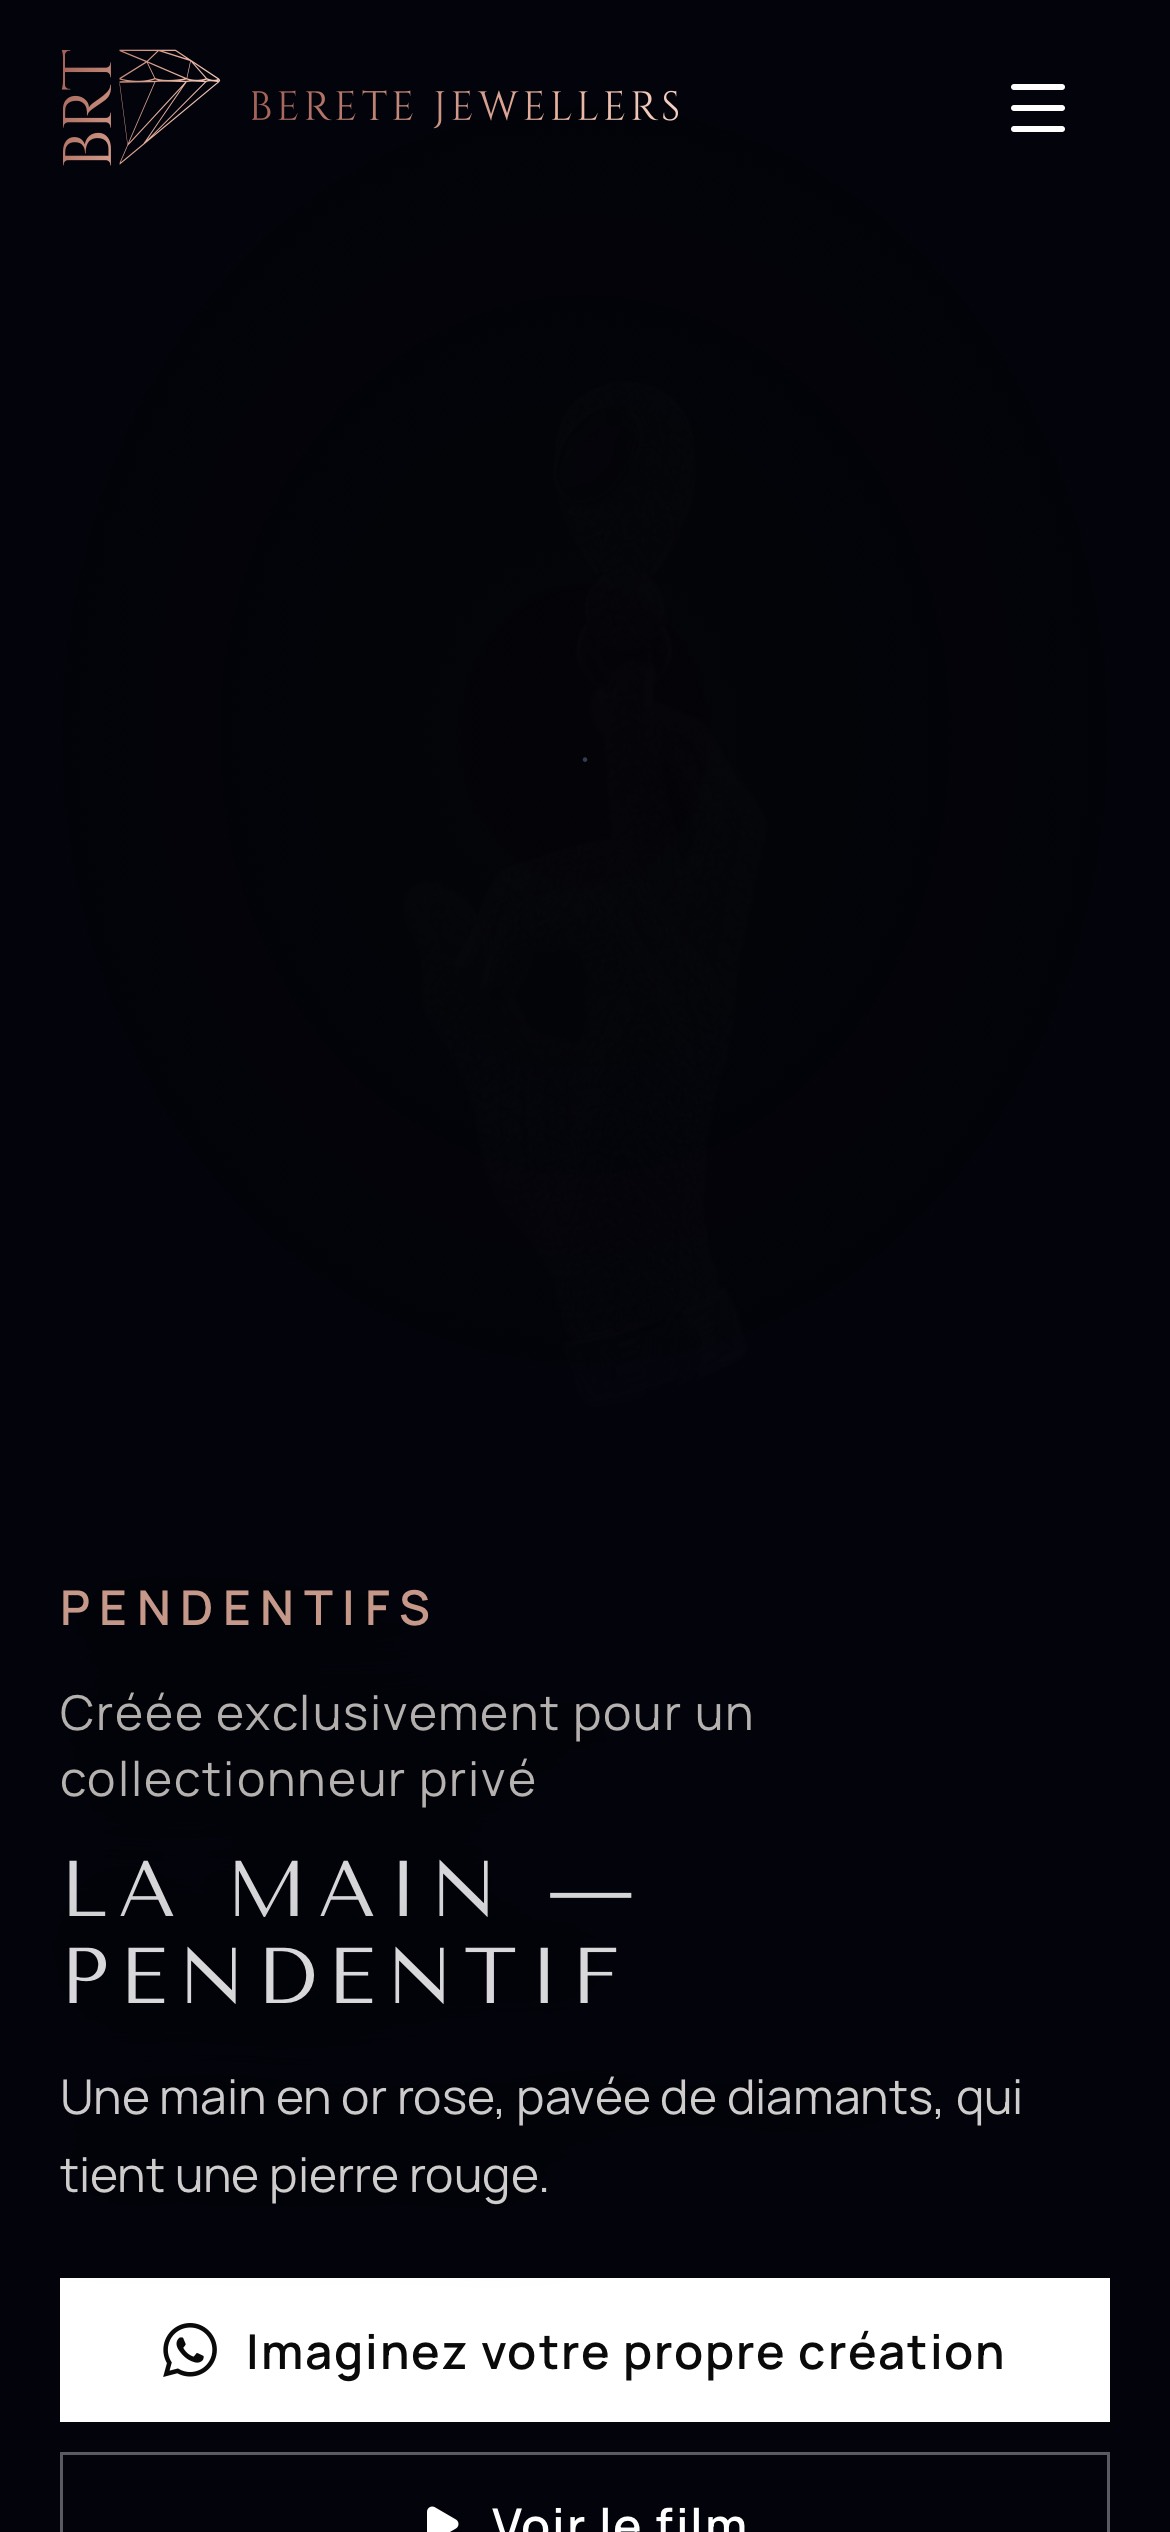 BRT
BERETE JEWELLERS
PENDENTIFS
Créée exclusivement pour un
collectionneur privé
LA MAIN —
PENDENTIF
Une main en or rose, pavée de diamants, qui
tient une pierre rouge.
Imaginez votre propre création
Voir le film